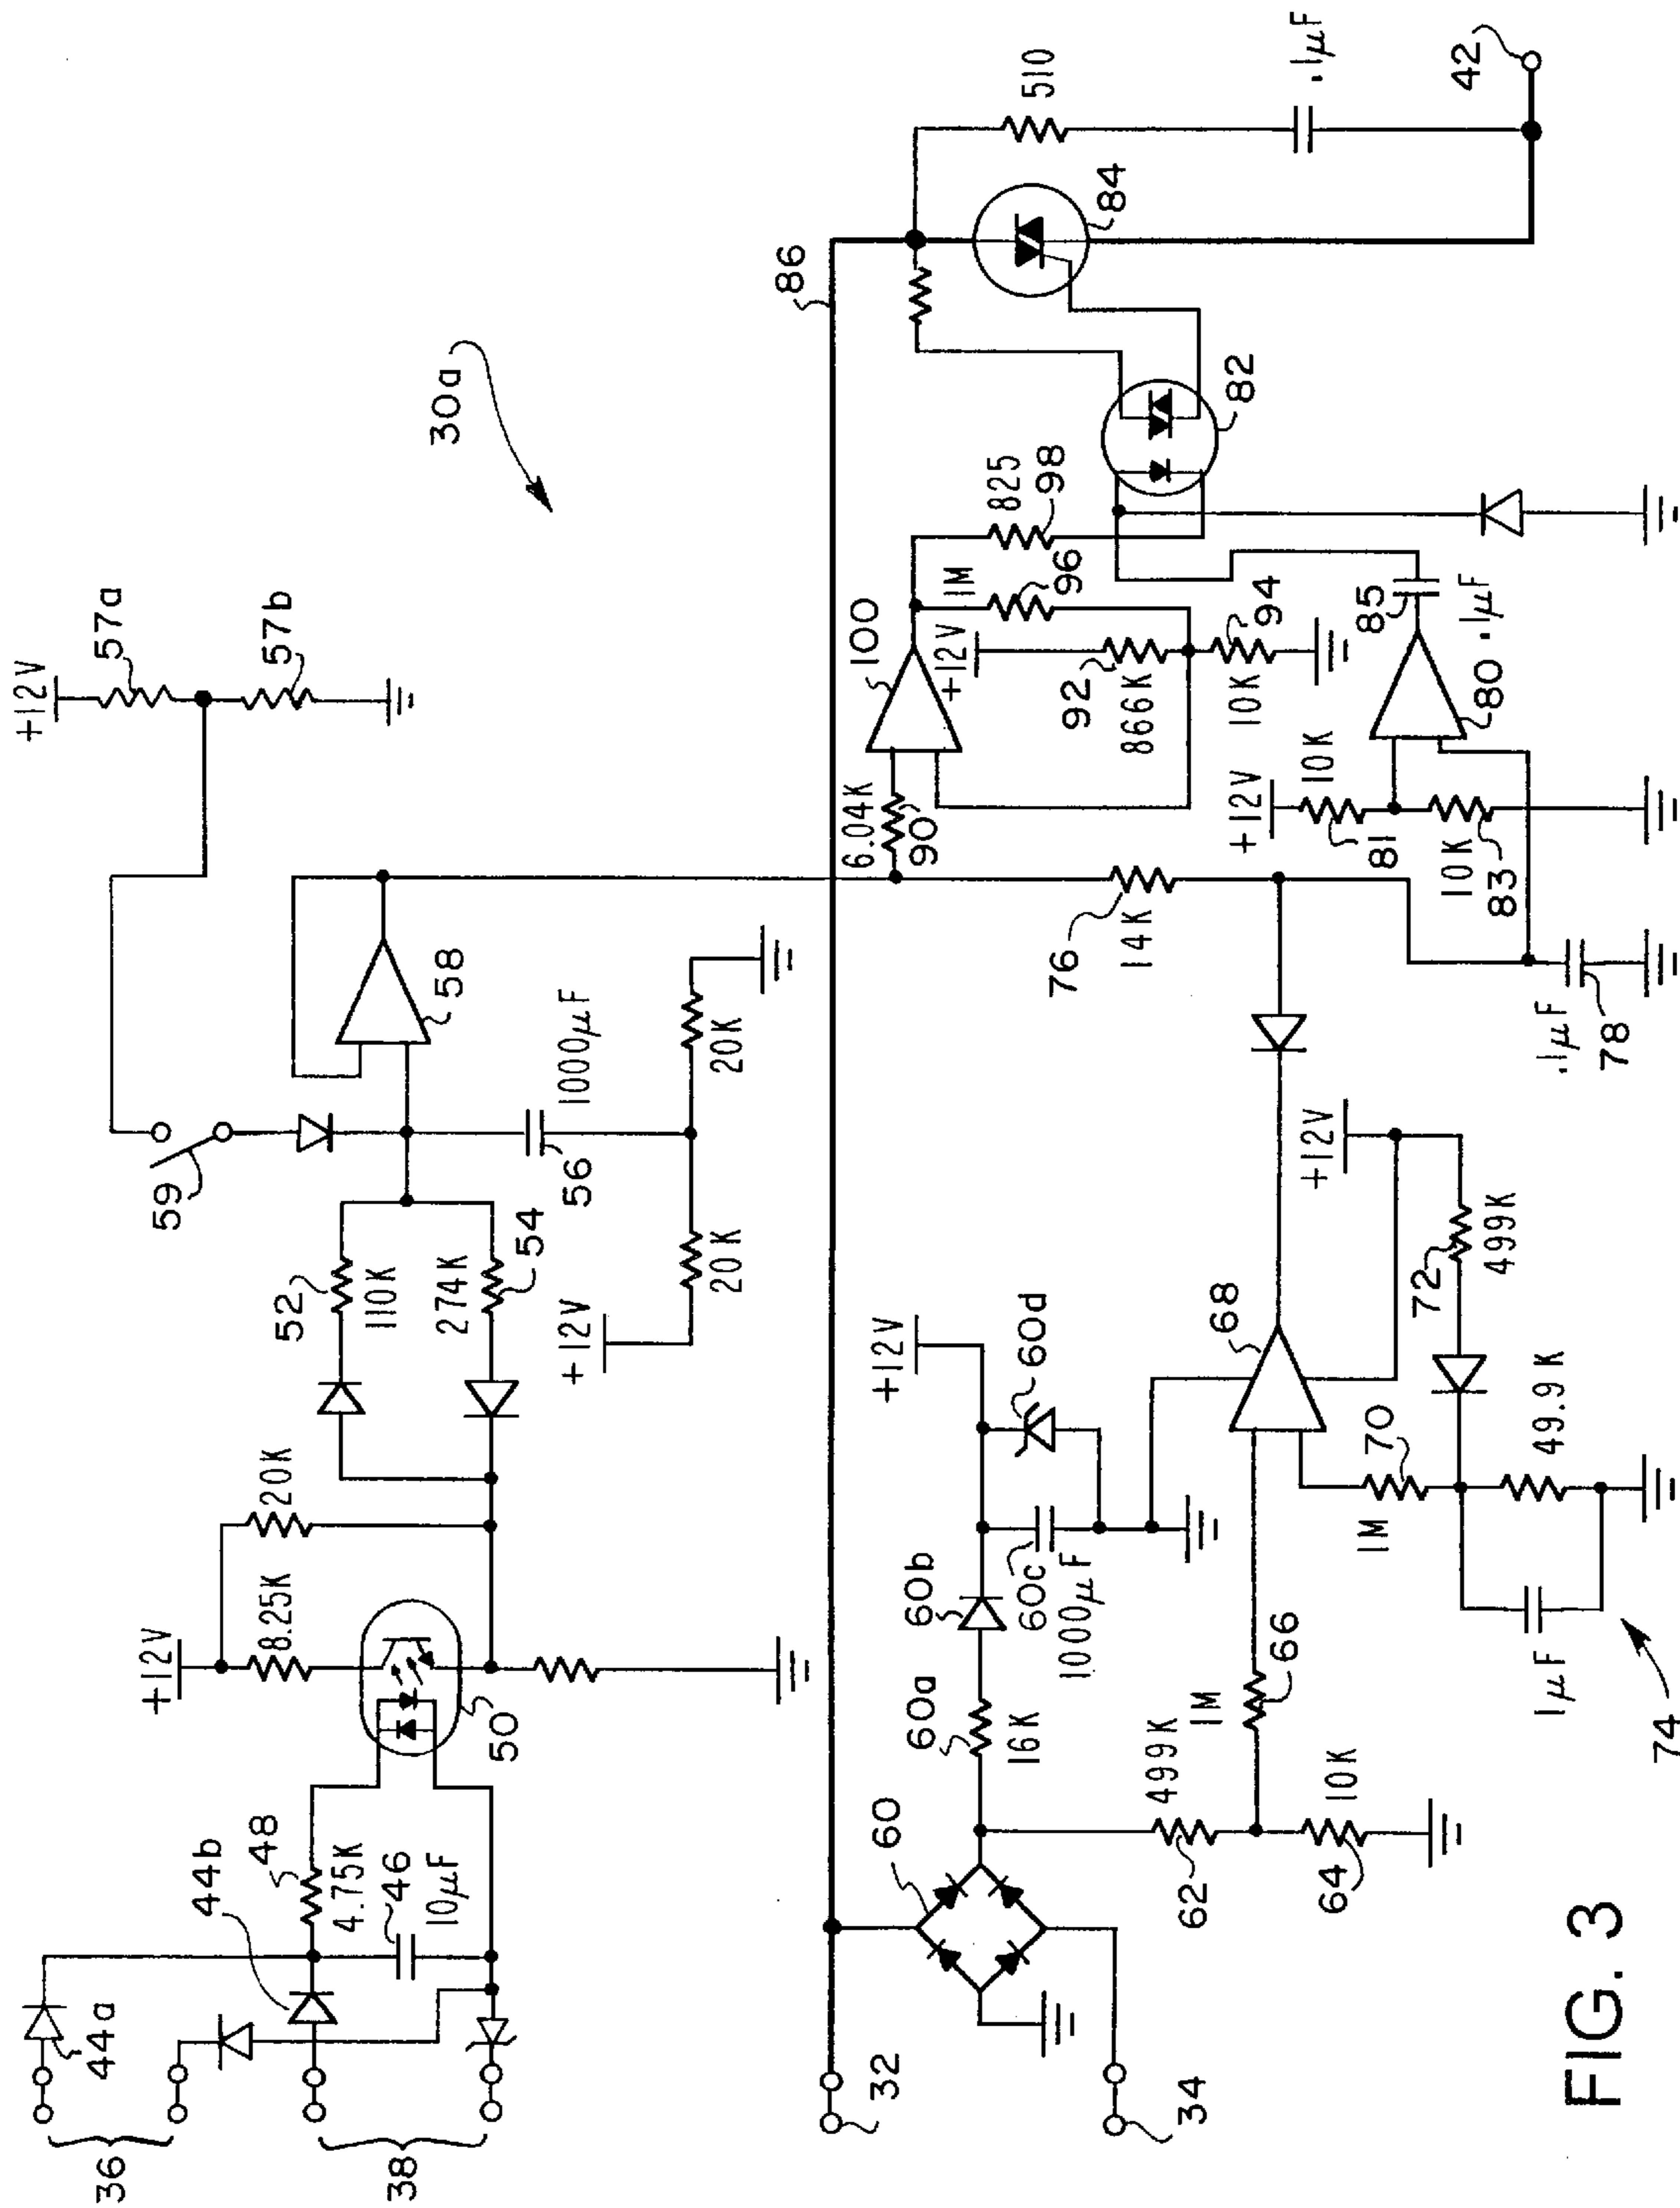 30a
+12V
57a
57b
59
58
1000µF
56
20K
20K
+12V
52
110K
274K
54
20K
+12V
8.25K
50
48
4.75K
44b
46
10µF
44a
36
38
86
510
.1µF
42
84
82
825
98
1M
96
100
+12V
92
866K
94
10K
85
.1µF
80
6.04K
90
+12V
10K
81
10K
83
76
14K
.1µF
78
+12V
60d
60b
60c
1000µF
60a
16K
60
32
34
499K
62
64
10K
1M
66
68
+12V
72
499K
70
1M
49.9K
1µF
74
FIG. 3